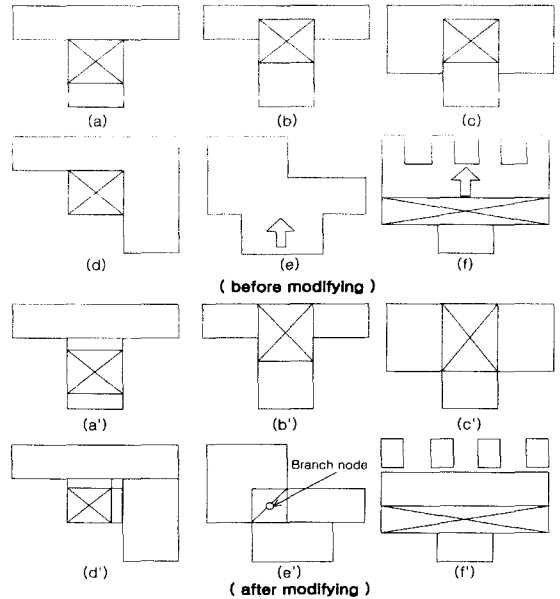 (a) (b) (c)
(d) (e) (f)
( before modifying )
(a') (b') (c')
Branch node
(d') (e') (f')
( after modifying )